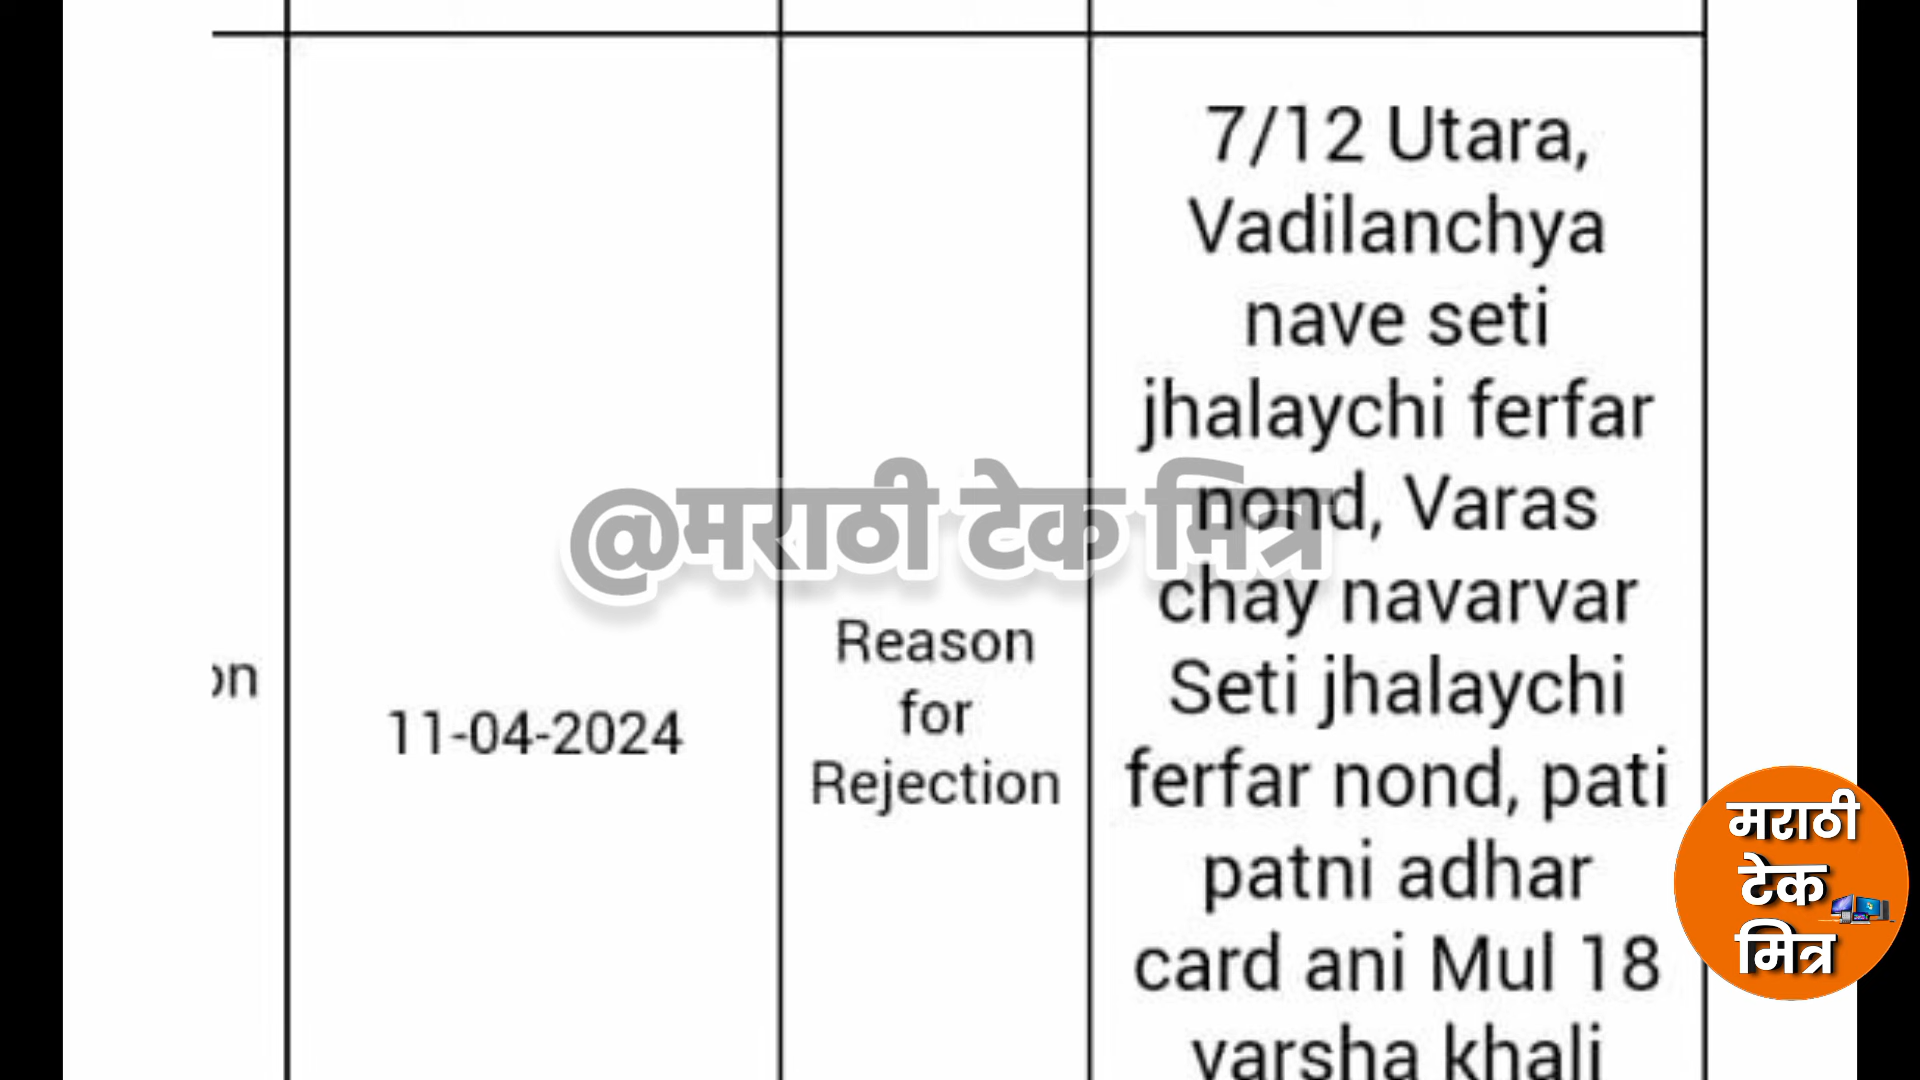 7/12 Utara,
Vadilanchya
nave seti
jhalaychi ferfar
nond, Varas
chay navarvar
Seti jhalaychi
ferfar nond, pati
patni adhar
card ani Mul 18
varsha khali
@मराठी टेक मित्र
Reason
for
Rejection
11-04-2024
on
मराठी
टेक
मित्र